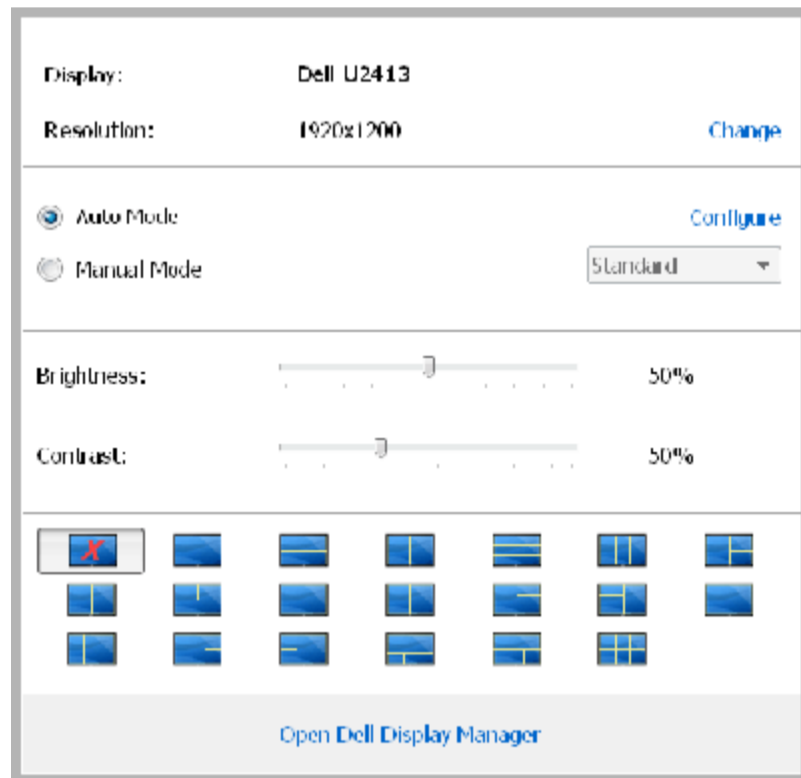 Display: Dell U2413
Resolution: 1920x1200 Change
Auto Mode Configure
Manual Mode Standard
Brightness: 50%
Contrast: 50%
Open Dell Display Manager